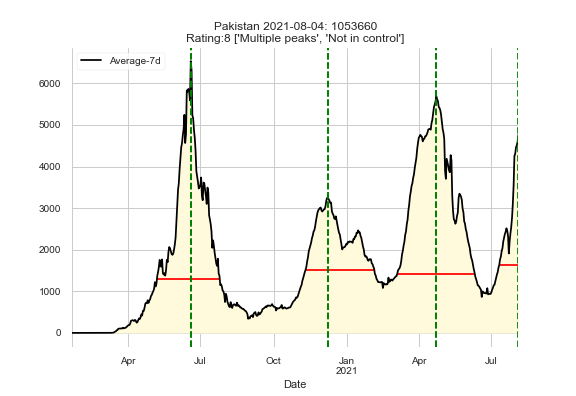 Pakistan 2021-08-04: 1053660
Rating:8 ['Multiple peaks', 'Not in control']
Average-7d
6000
5000
4000
3000
2000
1000
0
Apr Jul Oct Jan Apr Jul
2021
Date